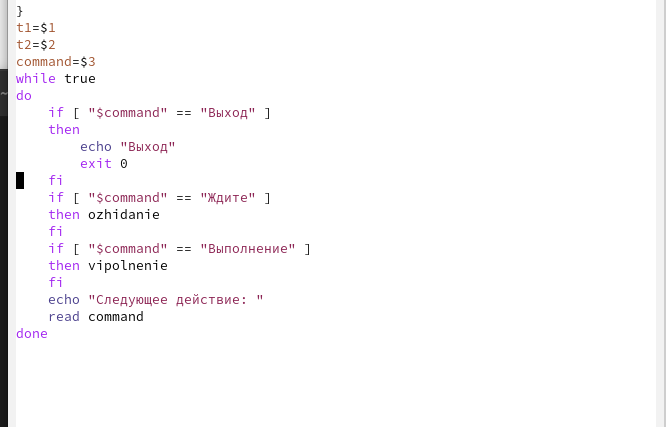 }
t1=$1
t2=$2
command=$3
while true
do
    if [ "$command" == "Выход" ]
    then
        echo "Выход"
        exit 0
    fi
    if [ "$command" == "Ждите" ]
    then ozhidanie
    fi
    if [ "$command" == "Выполнение" ]
    then vipolnenie
    fi
    echo "Следующее действие: "
    read command
done